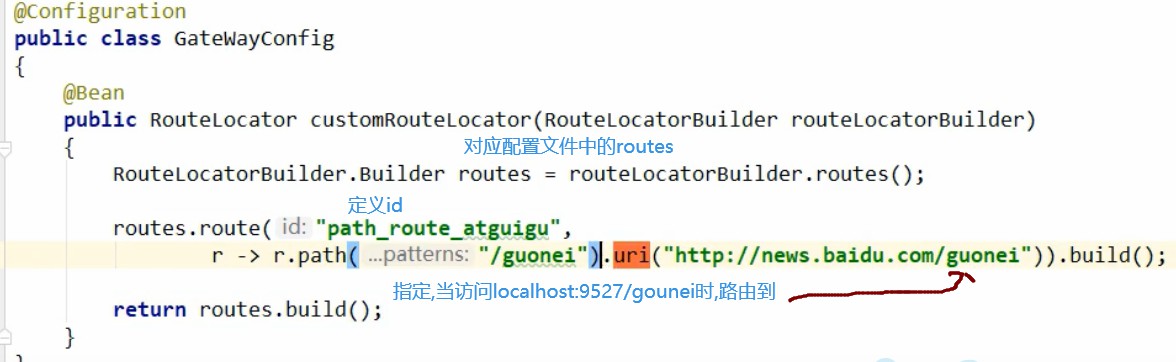 @Configuration
public class GateWayConfig
{
@Bean
public RouteLocator customRouteLocator(RouteLocatorBuilder routeLocatorBuilder)
{ 对应配置文件中的routes
RouteLocatorBuilder.Builder routes = routeLocatorBuilder.routes();
定义id
routes.route( id: "path_route_atguigu",
r -> r.path( ...patterns: "/guonei").uri("http://news.baidu.com/guonei")).build();
指定,当访问localhost:9527/gounei时,路由到
return routes.build();
}
}